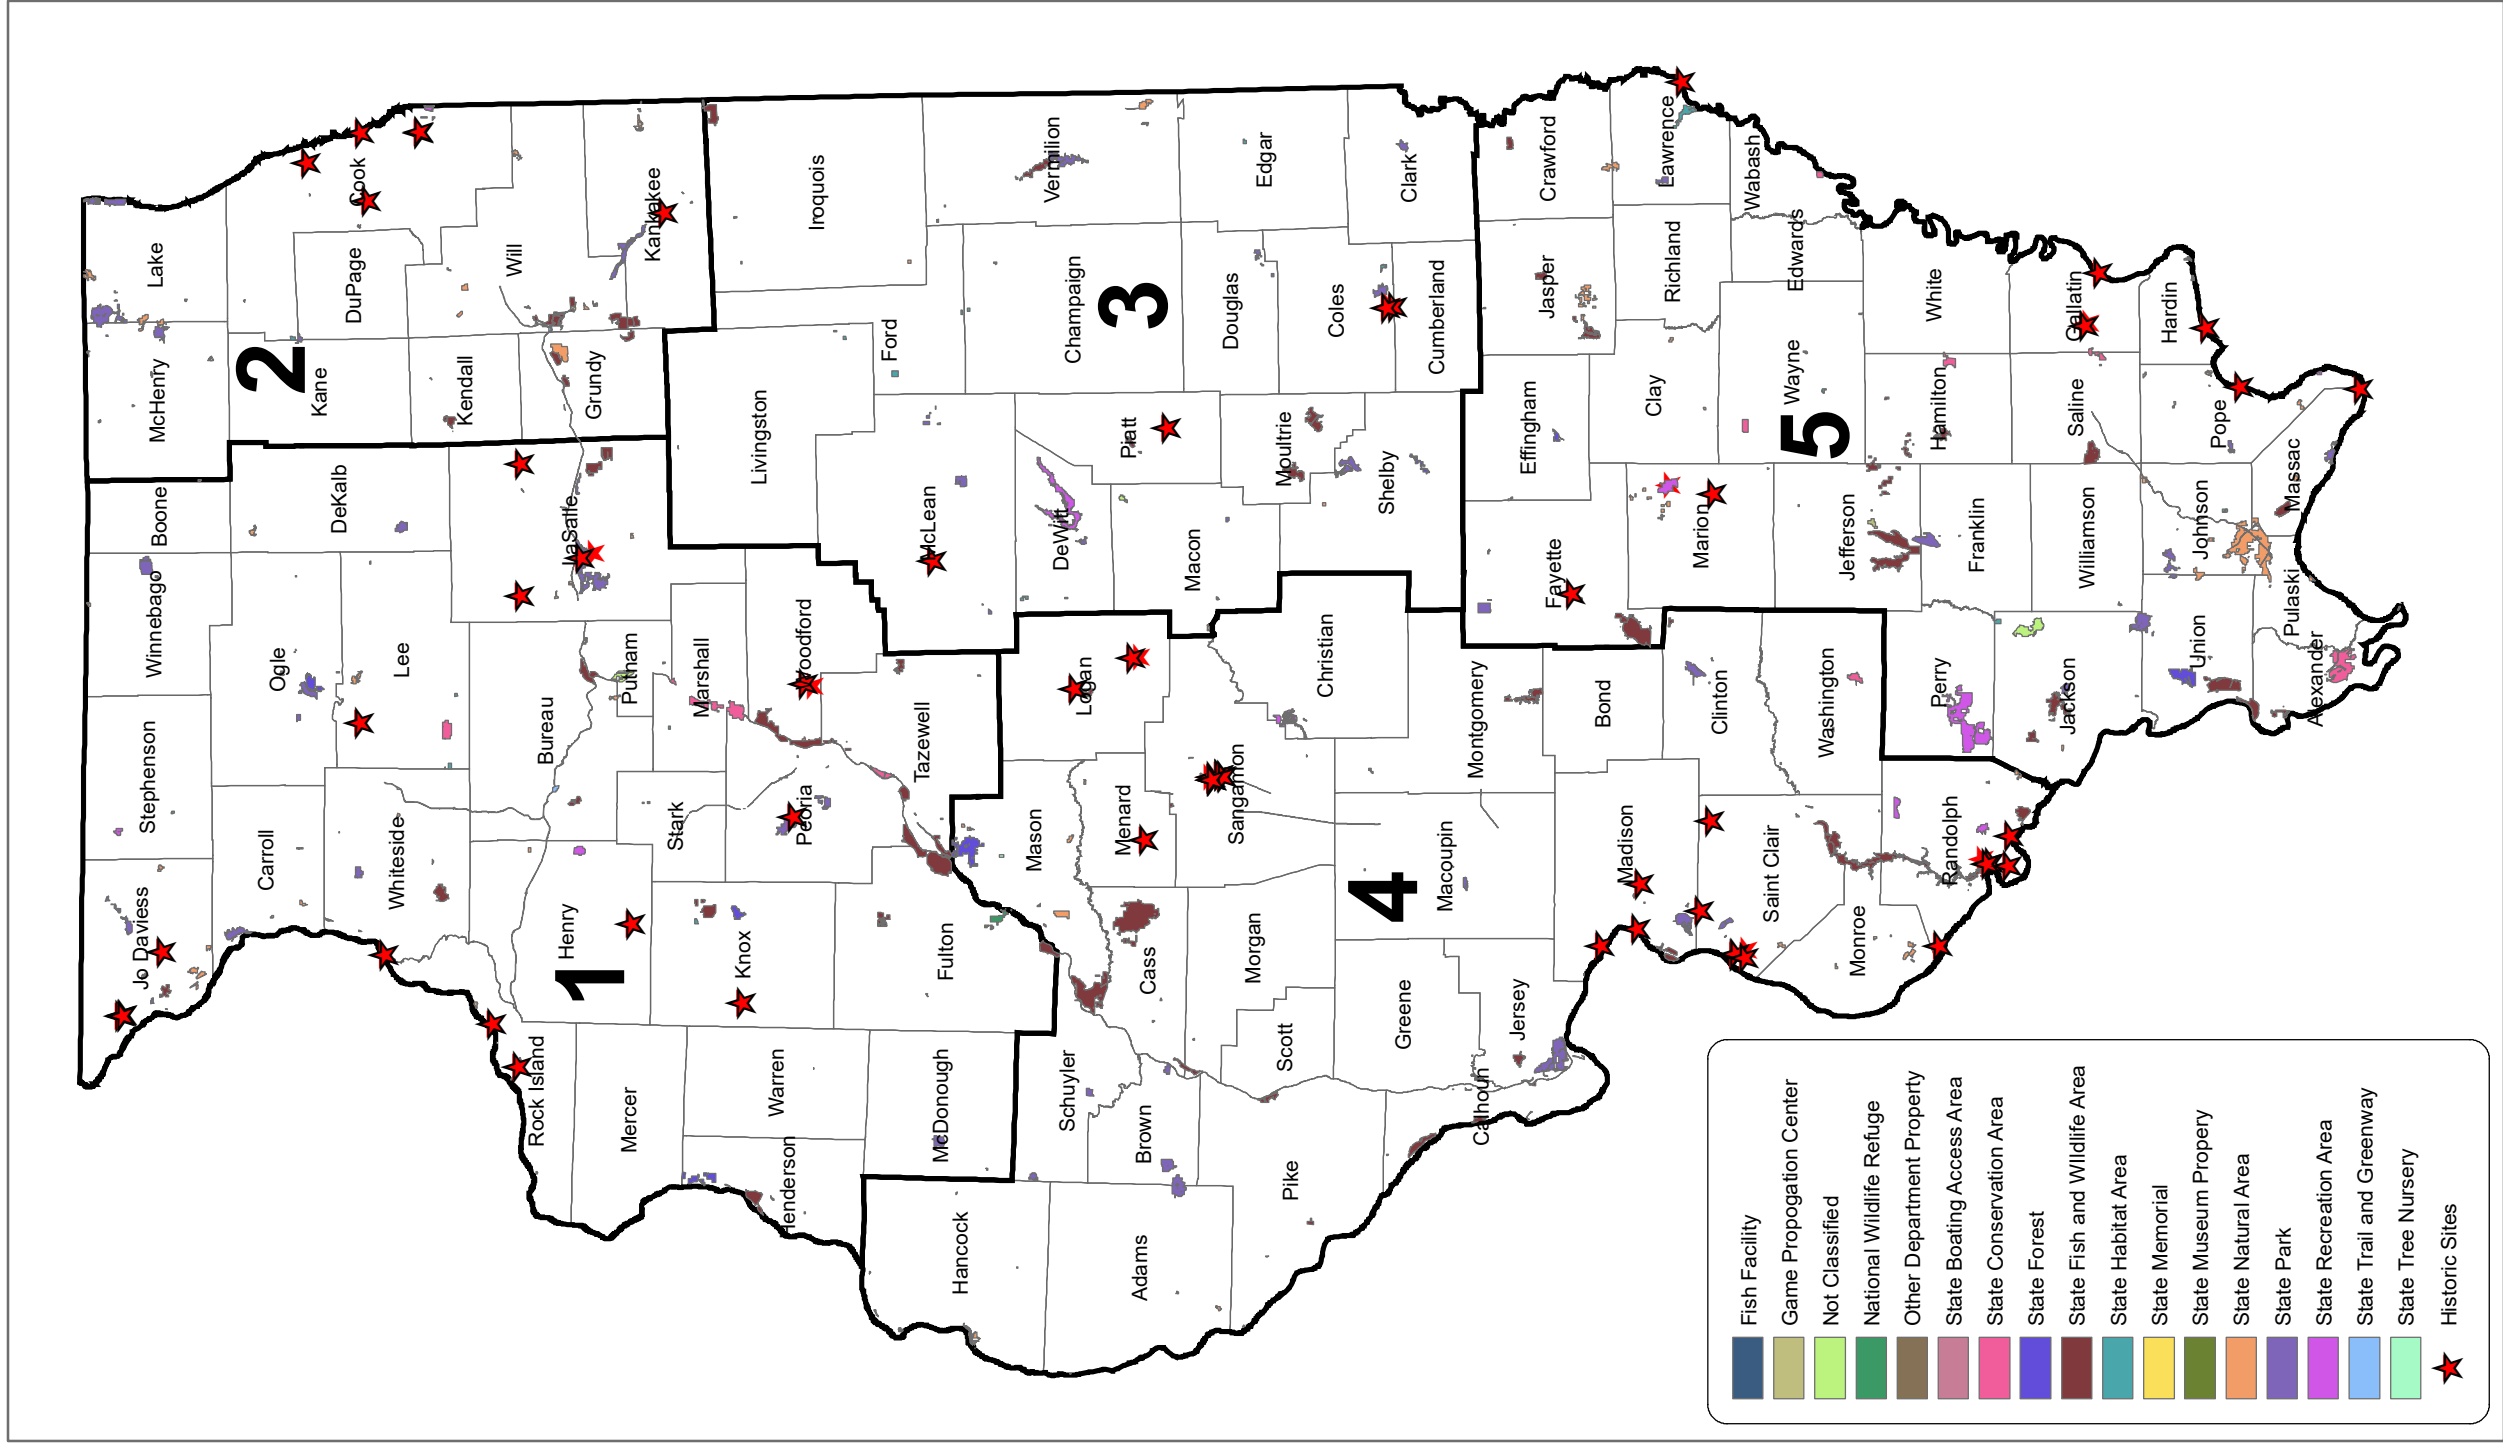 Jo Daviess
Stephenson
Winnebago
Boone
McHenry
Lake
Carroll
Ogle
DeKalb
Kane
2
DuPage
Cook
Whiteside
Lee
Kendall
Will
Rock Island
Henry
1
Bureau
LaSalle
Grundy
Kankakee
Mercer
Stark
Putnam
Marshall
Livingston
Iroquois
Henderson
Warren
Knox
Peoria
Woodford
McDonough
Fulton
Tazewell
McLean
Ford
Hancock
Schuyler
Mason
Logan
DeWitt
Piatt
Champaign
3
Vermilion
Adams
Brown
Cass
Menard
Macon
Douglas
Edgar
Pike
Scott
Morgan
Sangamon
Christian
Moultrie
Shelby
Coles
Clark
Cumberland
Calhoun
Greene
Jersey
4
Macoupin
Montgomery
Fayette
Effingham
Jasper
Crawford
Madison
Bond
Clinton
Marion
Clay
Richland
Lawrence
Monroe
Saint Clair
Washington
Jefferson
5
Wayne
Edwards
Wabash
Randolph
Perry
Franklin
Hamilton
White
Jackson
Williamson
Saline
Gallatin
Union
Johnson
Pope
Hardin
Alexander
Pulaski
Massac
Fish Facility
Game Propogation Center
Not Classified
National Wildlife Refuge
Other Department Property
State Boating Access Area
State Conservation Area
State Forest
State Fish and WIldlife Area
State Habitat Area
State Memorial
State Museum Propery
State Natural Area
State Park
State Recreation Area
State Trail and Greenway
State Tree Nursery
Historic Sites